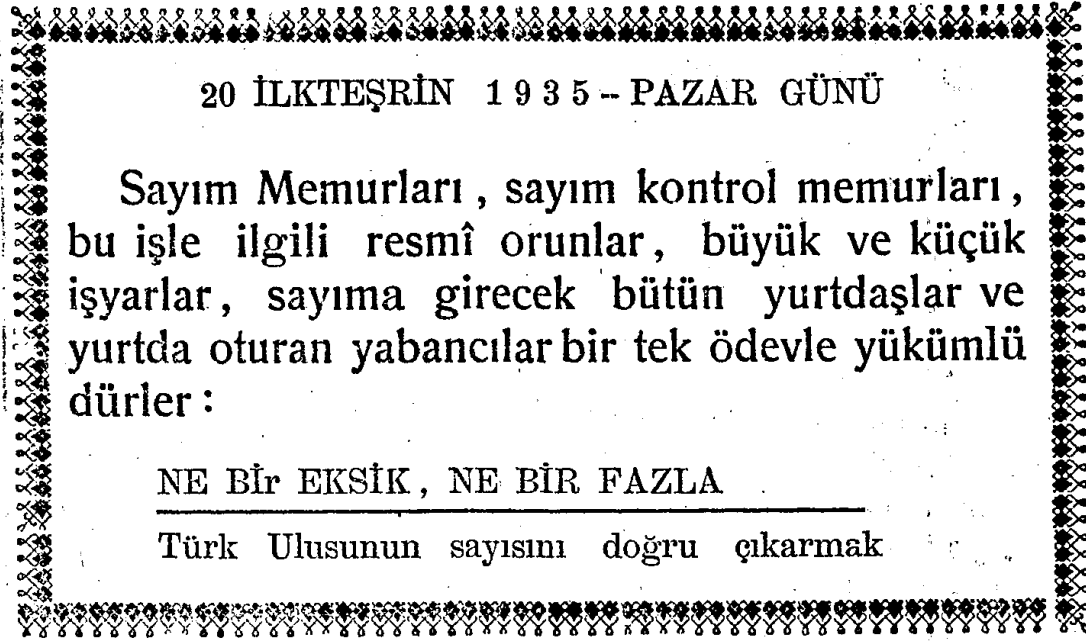 20 İLKTEŞRİN 1935 - PAZAR GÜNÜ
Sayım Memurları , sayım kontrol memurları ,
bu işle ilgili resmî orunlar , büyük ve küçük
işyarlar , sayıma girecek bütün yurtdaşlar ve
yurtda oturan yabancılar bir tek ödevle yükümlü
dürler :
NE Bİr EKSİK , NE BİR FAZLA
Türk Ulusunun sayısını doğru çıkarmak